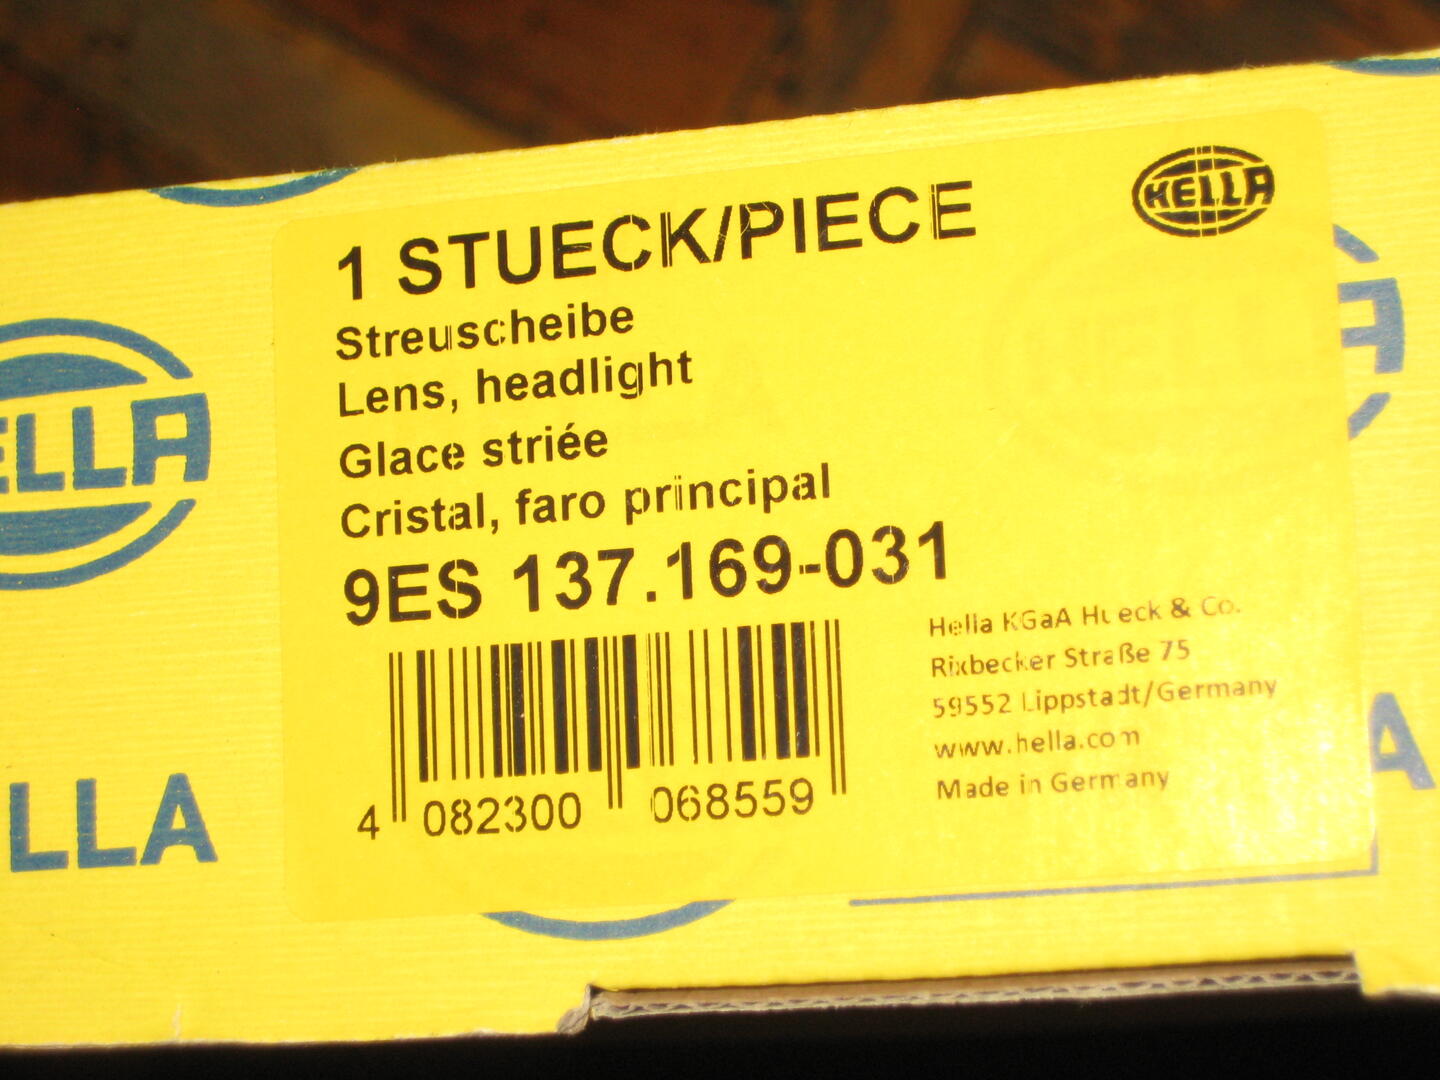 HELLA
1 STUECK/PIECE
Streuscheibe
Lens, headlight
Glace striée
Cristal, faro principal
9ES 137.169-031
4 082300 068559
Hella KGaA Hueck & Co.
Rixbecker Straße 75
59552 Lippstadt/Germany
www.hella.com
Made in Germany
ELLA
LLA
A
A